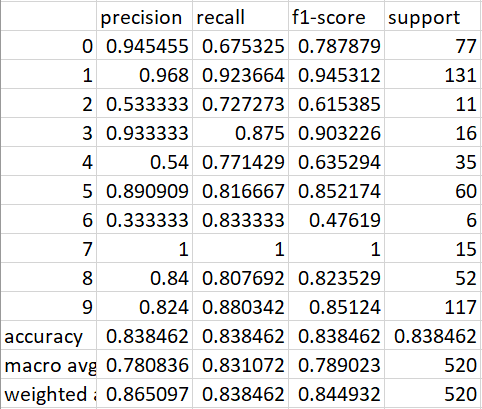 precision recall f1-score support
0 0.945455 0.675325 0.787879 77
1 0.968 0.923664 0.945312 131
2 0.533333 0.727273 0.615385 11
3 0.933333 0.875 0.903226 16
4 0.54 0.771429 0.635294 35
5 0.890909 0.816667 0.852174 60
6 0.333333 0.833333 0.47619 6
7 1 1 1 15
8 0.84 0.807692 0.823529 52
9 0.824 0.880342 0.85124 117
accuracy 0.838462 0.838462 0.838462 0.838462
macro avg 0.780836 0.831072 0.789023 520
weighted 0.865097 0.838462 0.844932 520